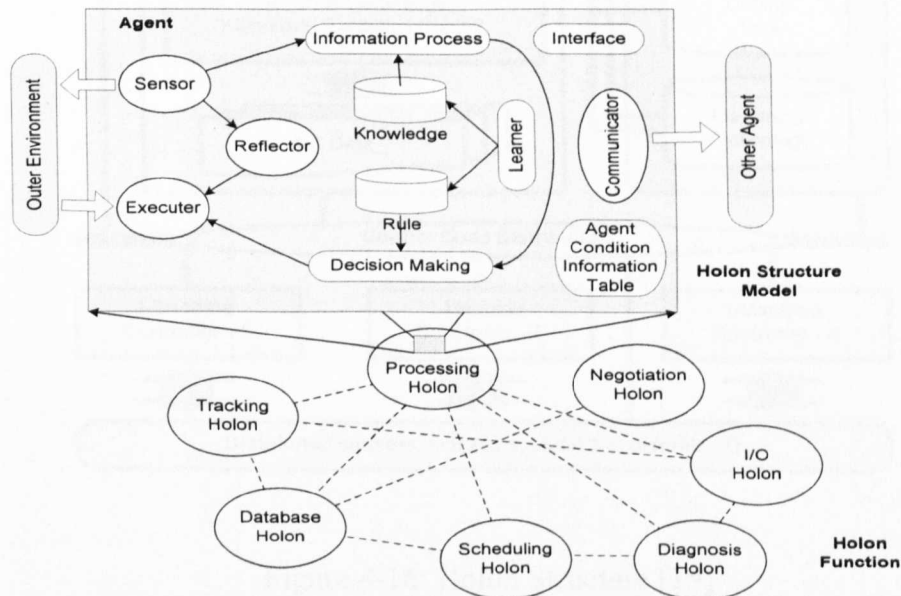 Agent
Information Process
Interface
Outer Environment
Sensor
Knowledge
Learner
Communicator
Other Agent
Reflector
Executer
Rule
Agent
Condition
Information
Table
Decision Making
Holon Structure
Model
Processing
Holon
Negotiation
Holon
Tracking
Holon
I/O
Holon
Database
Holon
Scheduling
Holon
Diagnosis
Holon
Holon
Function